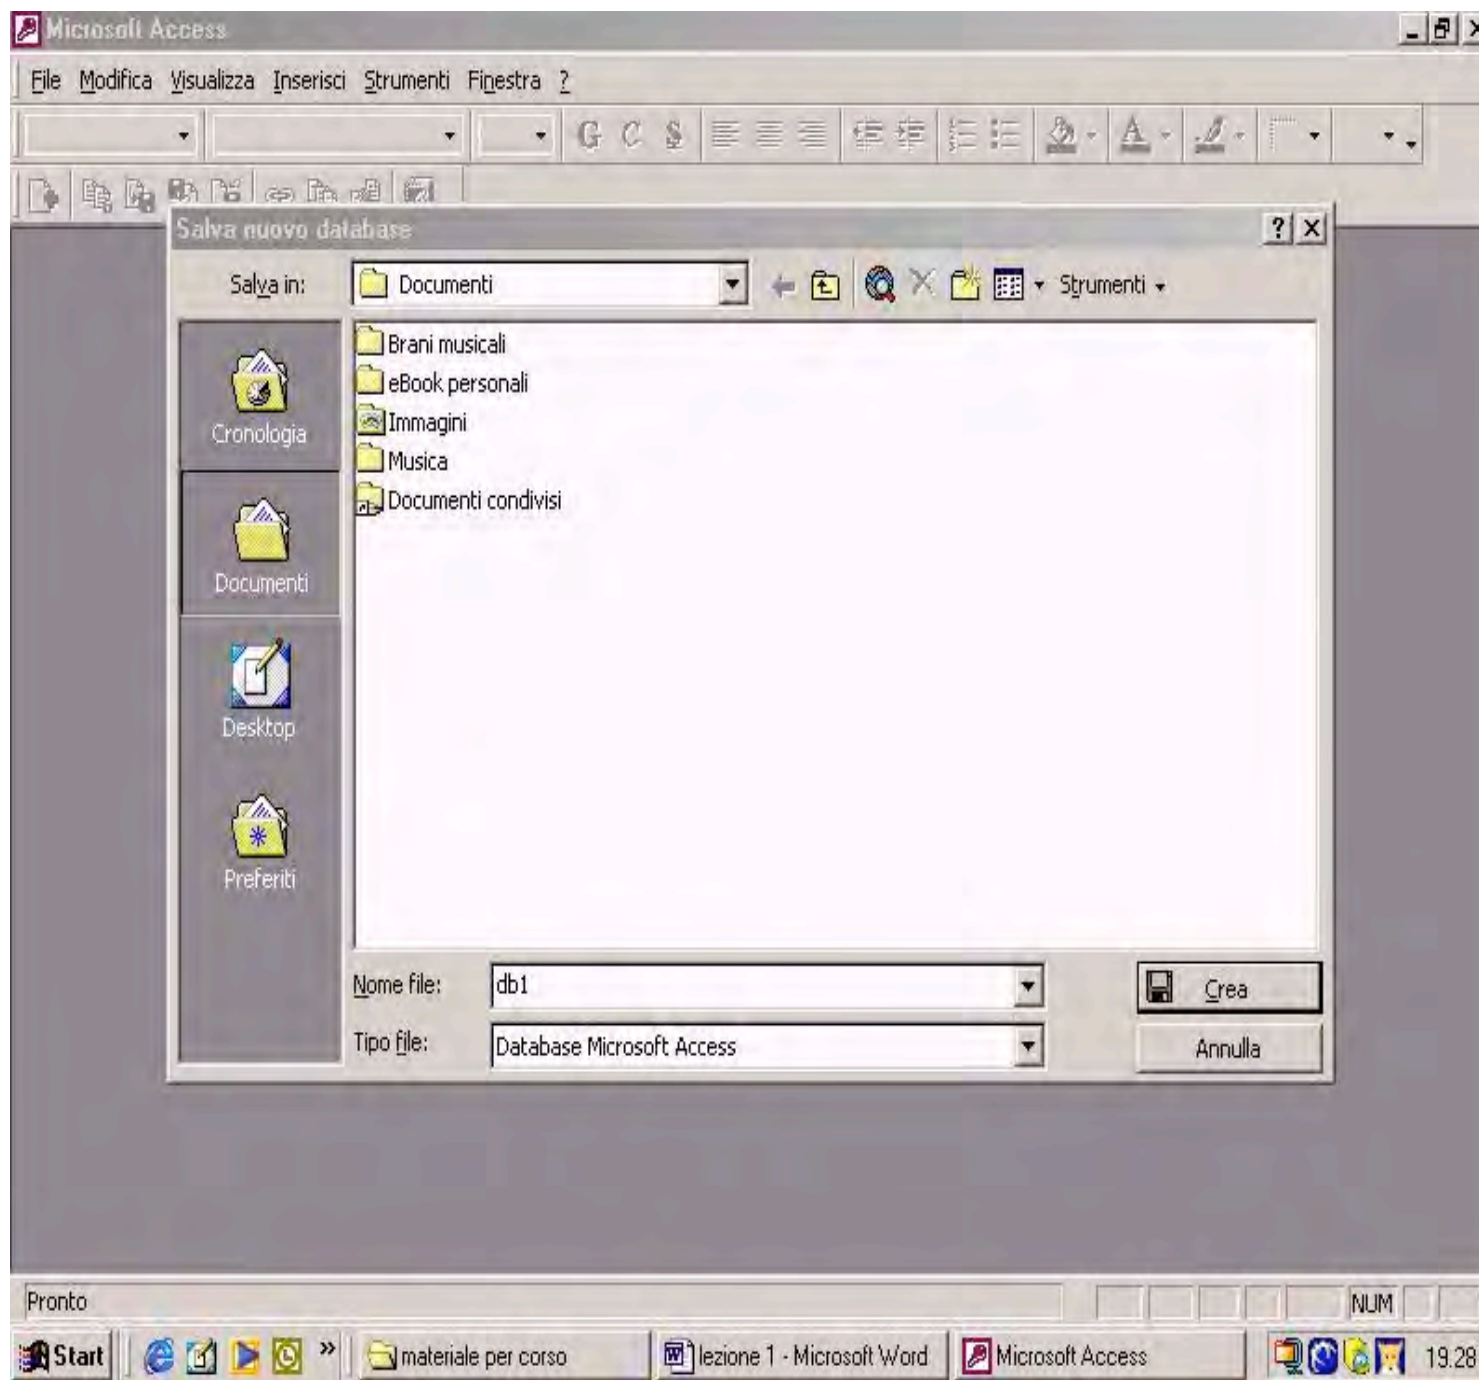 Microsoft Access
File Modifica Visualizza Inserisci Strumenti Finestra ?
G C S
Salva nuovo database
Salva in: Documenti Strumenti
Brani musicali
eBook personali
Immagini
Musica
Documenti condivisi
Cronologia
Documenti
Desktop
Preferiti
Nome file: db1 Crea
Tipo file: Database Microsoft Access Annulla
Pronto NUM
Start » materiale per corso lezione 1 - Microsoft Word Microsoft Access 19.28